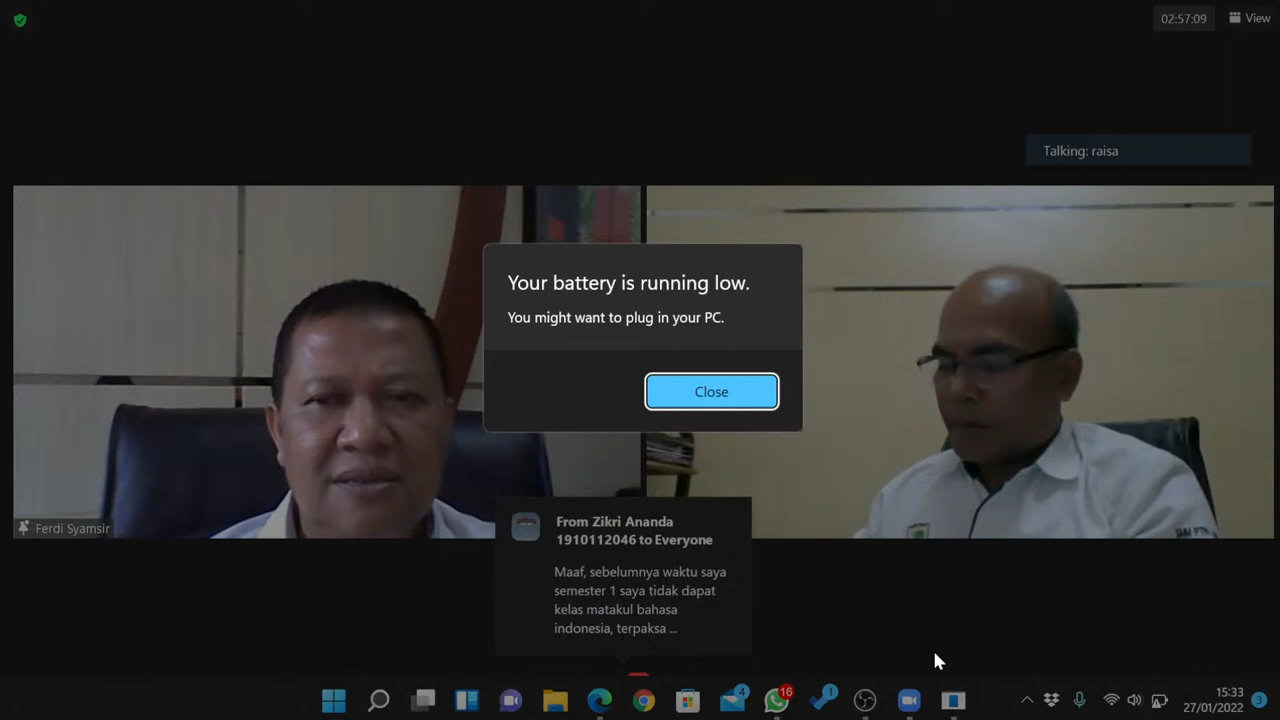 02:57:09
View
Talking: raisa
Your battery is running low.
You might want to plug in your PC.
Close
Ferdi Syamsir
From Zikri Ananda
1910112046 to Everyone
Maaf, sebelumnya waktu saya
semester 1 saya tidak dapat
kelas matakul bahasa
indonesia, terpaksa ...
4
16
1
15:33
27/01/2022
3